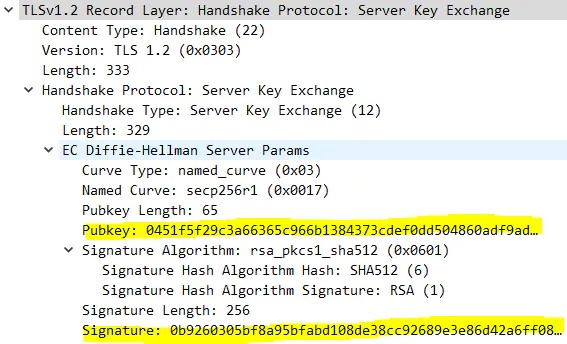 TLSv1.2 Record Layer: Handshake Protocol: Server Key Exchange
Content Type: Handshake (22)
Version: TLS 1.2 (0x0303)
Length: 333
Handshake Protocol: Server Key Exchange
Handshake Type: Server Key Exchange (12)
Length: 329
EC Diffie-Hellman Server Params
Curve Type: named_curve (0x03)
Named Curve: secp256r1 (0x0017)
Pubkey Length: 65
Pubkey: 0451f5f29c3a66365c966b1384373cdef0dd504860adf9ad…
Signature Algorithm: rsa_pkcs1_sha512 (0x0601)
Signature Hash Algorithm Hash: SHA512 (6)
Signature Hash Algorithm Signature: RSA (1)
Signature Length: 256
Signature: 0b9260305bf8a95bfabd108de38cc92689e3e86d42a6ff08…